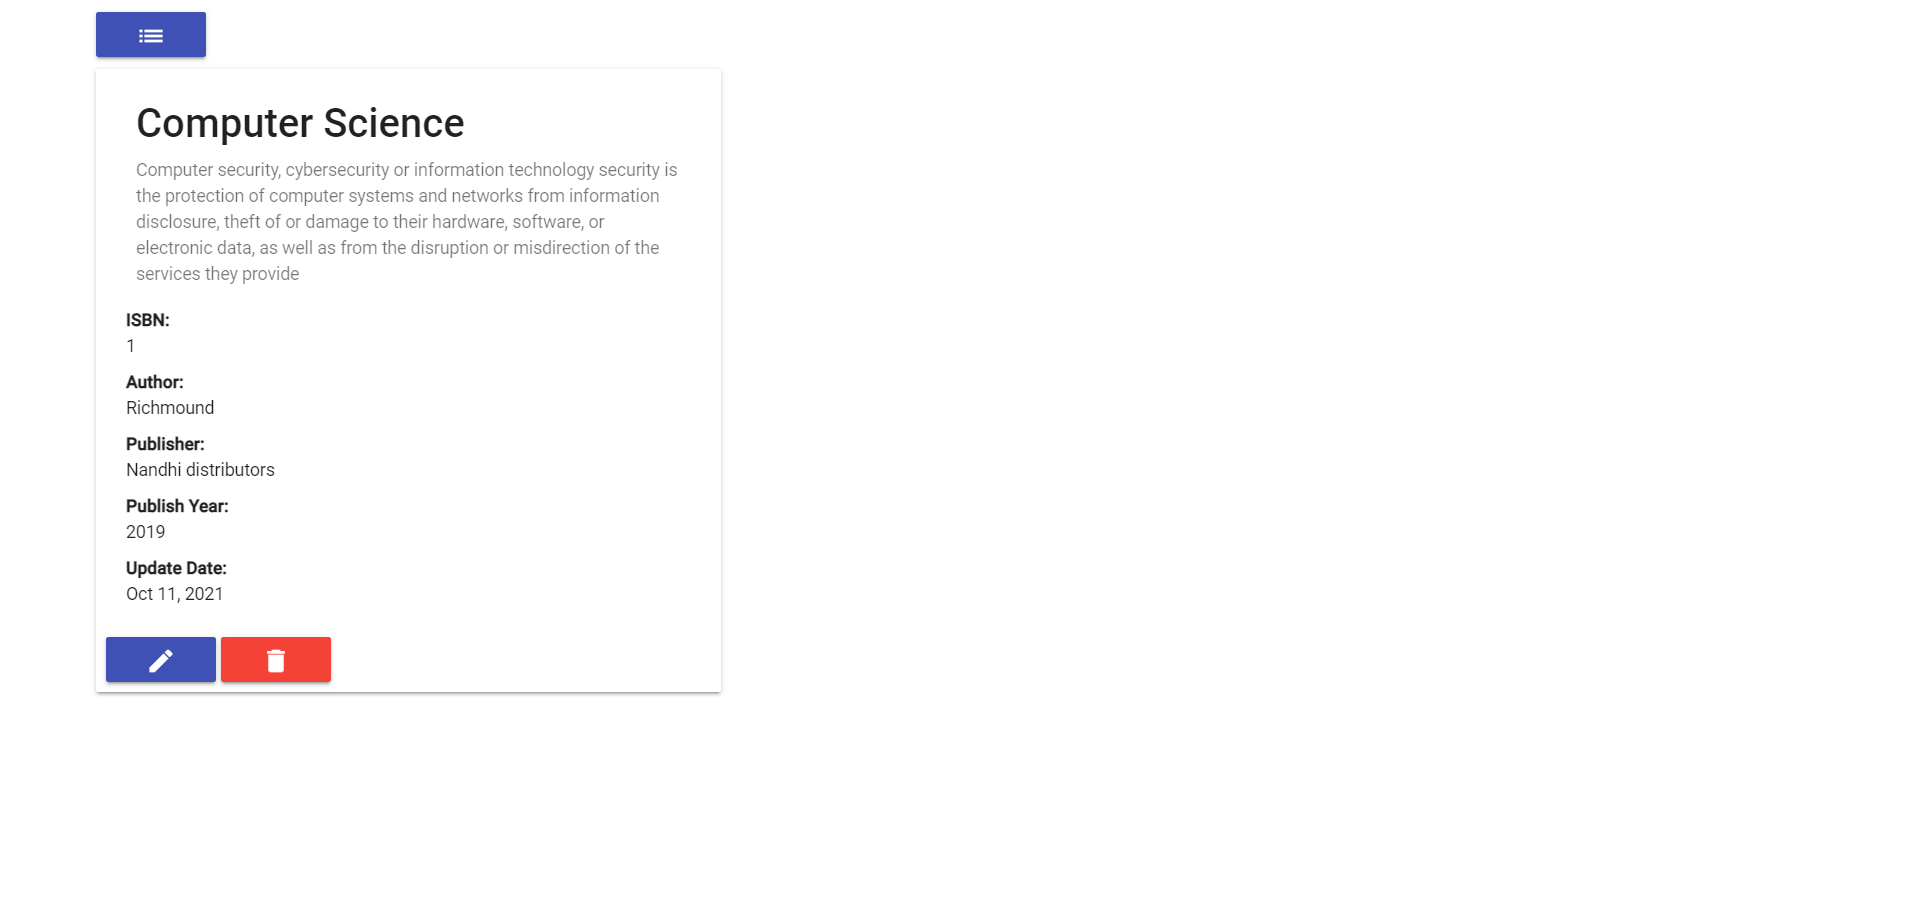 Computer Science
Computer security, cybersecurity or information technology security is
the protection of computer systems and networks from information
disclosure, theft of or damage to their hardware, software, or
electronic data, as well as from the disruption or misdirection of the
services they provide
ISBN:
1
Author:
Richmound
Publisher:
Nandhi distributors
Publish Year:
2019
Update Date:
Oct 11, 2021